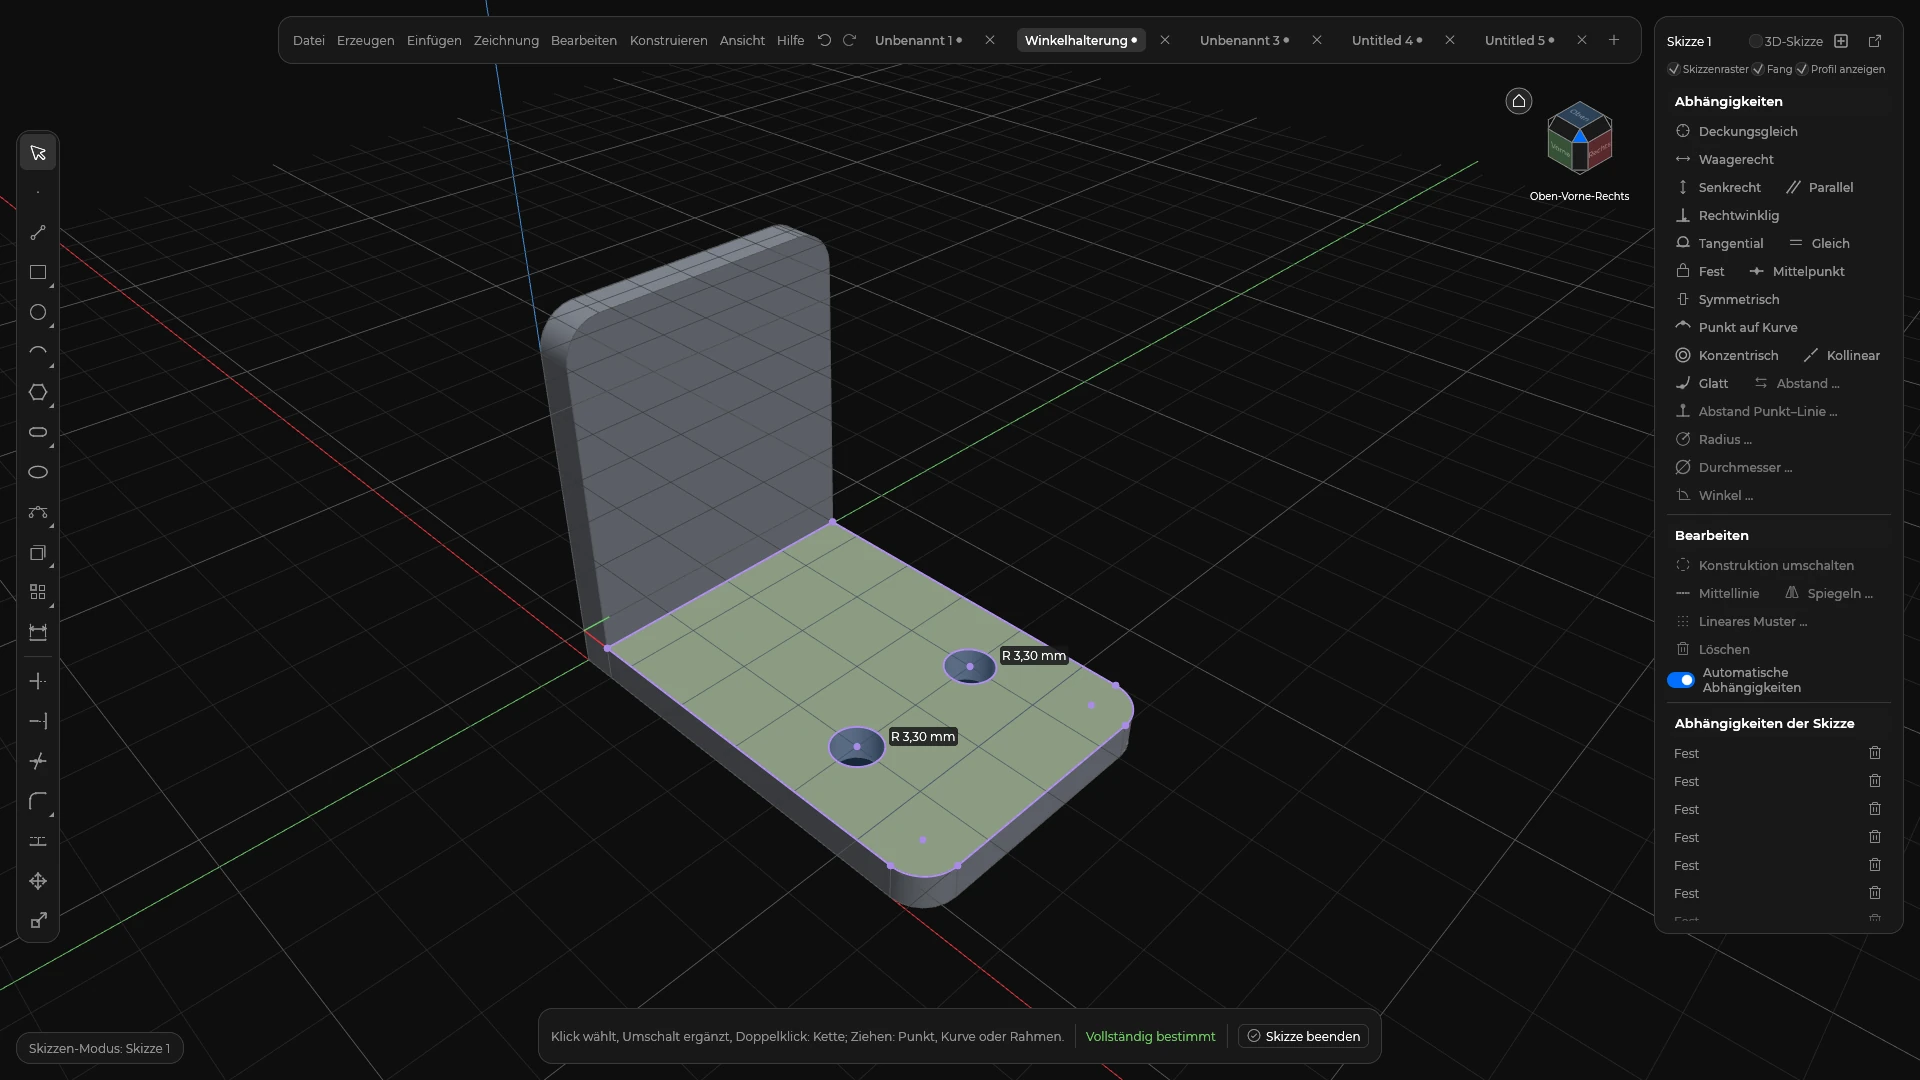 Datei Erzeugen Einfügen Zeichnung Bearbeiten Konstruieren Ansicht Hilfe Unbenannt 1 Winkelhalterung Unbenannt 3 Untitled 4 Untitled 5
Skizze 1 3D-Skizze
Skizzenraster Fang Profil anzeigen
Abhängigkeiten
Deckungsgleich
Waagerecht
Senkrecht Parallel
Rechtwinklig
Tangential Gleich
Fest Mittelpunkt
Symmetrisch
Punkt auf Kurve
Konzentrisch Kollinear
Glatt Abstand ...
Abstand Punkt–Linie ...
Radius ...
Durchmesser ...
Winkel ...
Bearbeiten
Konstruktion umschalten
Mittellinie Spiegeln ...
Lineares Muster ...
Löschen
Automatische
Abhängigkeiten
Abhängigkeiten der Skizze
Fest
Fest
Fest
Fest
Fest
Fest
Fest
Oben
Vorne Rechts
Oben-Vorne-Rechts
R 3,30 mm
R 3,30 mm
Klick wählt, Umschalt ergänzt, Doppelklick: Kette; Ziehen: Punkt, Kurve oder Rahmen. Vollständig bestimmt Skizze beenden
Skizzen-Modus: Skizze 1